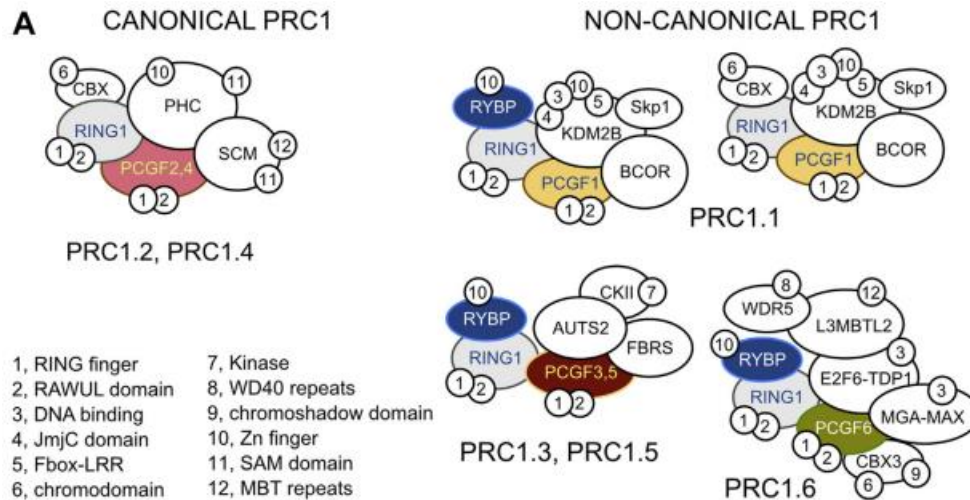 A
CANONICAL PRC1
NON-CANONICAL PRC1
6
CBX
10
11
PHC
RING1
1 2
PCGF2,4
SCM
12
11
1 2
PRC1.2, PRC1.4
10
RYBP
3
10
4
5
KDM2B
Skp1
RING1
1 2
PCGF1
BCOR
1 2
6
CBX
3
10
4
5
KDM2B
Skp1
RING1
1 2
PCGF1
BCOR
1 2
PRC1.1
10
RYBP
CKII
7
AUTS2
FBRS
RING1
1 2
PCGF3,5
1 2
PRC1.3, PRC1.5
8
WDR5
12
L3MBTL2
10
RYBP
3
E2F6-TDP1
RING1
3
MGA-MAX
1 2
PCGF6
1 2
CBX3
6
9
PRC1.6
1, RING finger
2, RAWUL domain
3, DNA binding
4, JmjC domain
5, Fbox-LRR
6, chromodomain
7, Kinase
8, WD40 repeats
9, chromoshadow domain
10, Zn finger
11, SAM domain
12, MBT repeats